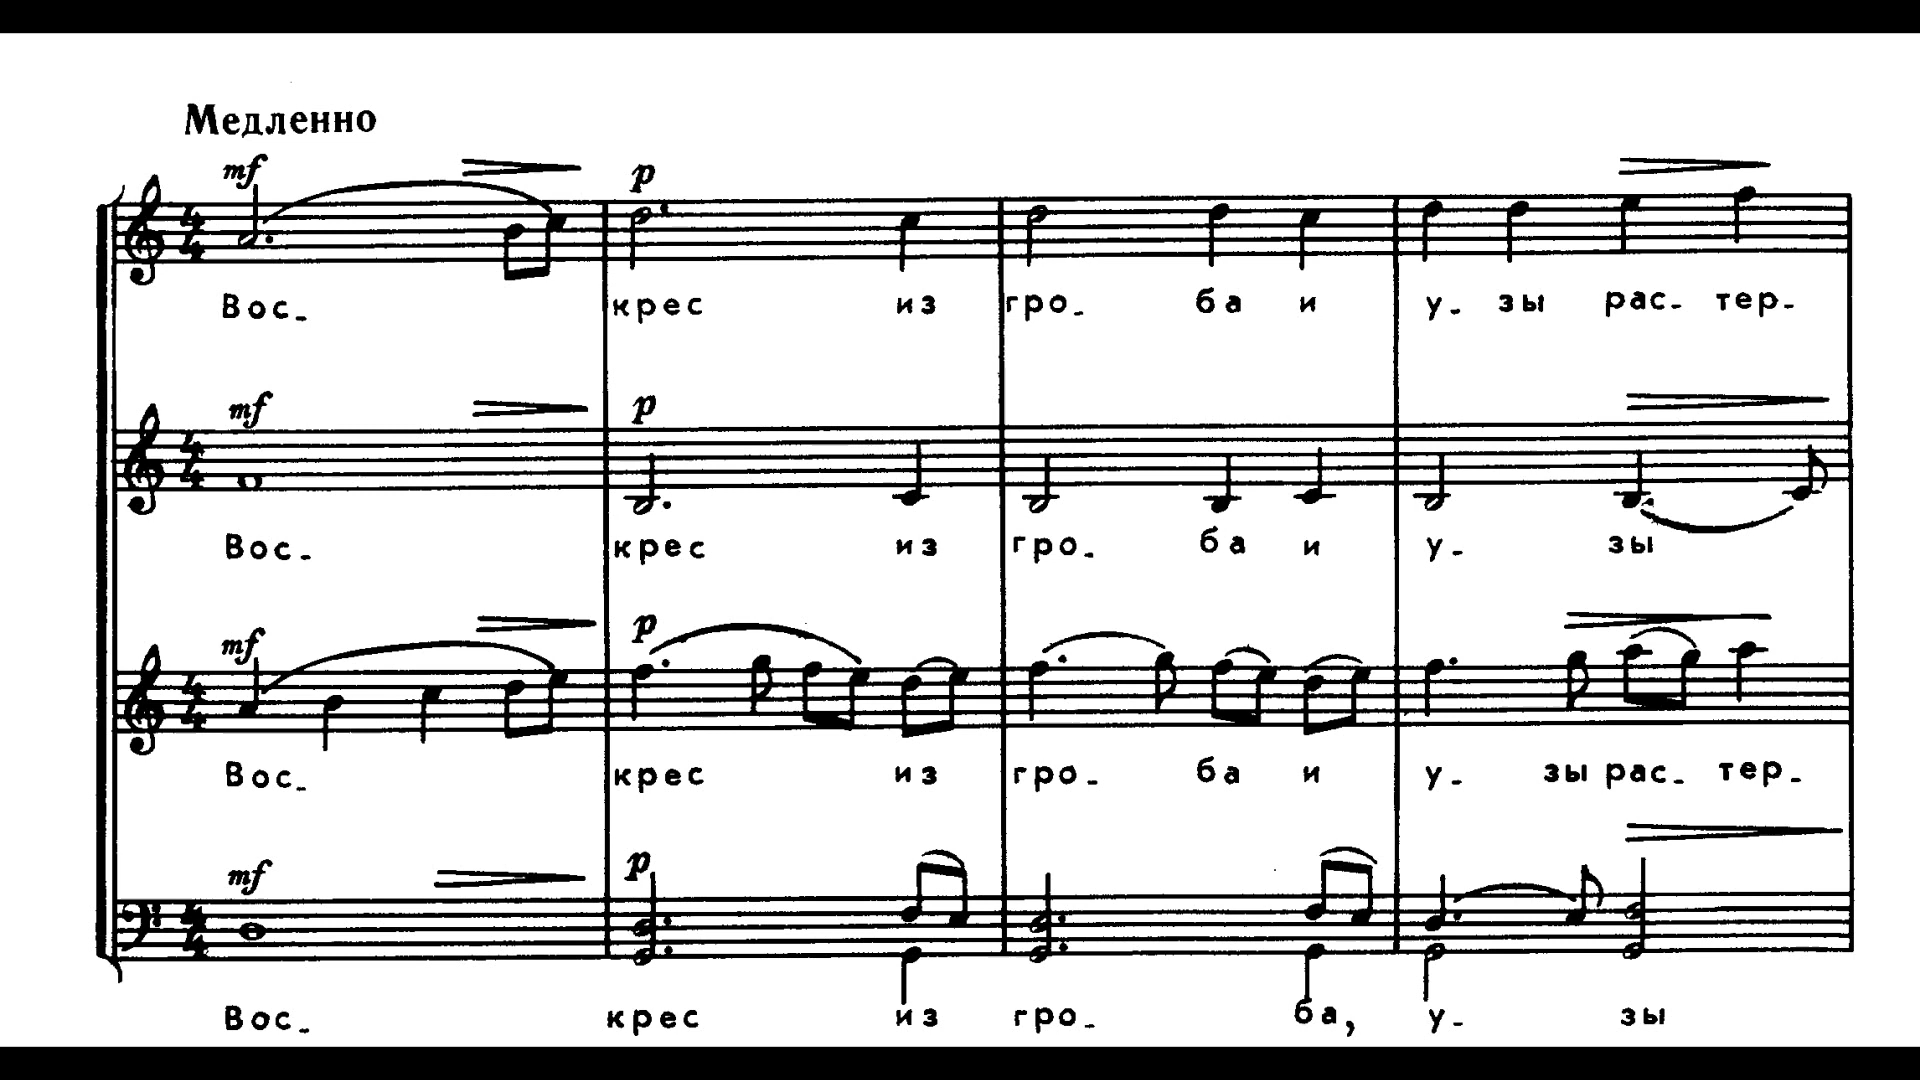 Медленно
mf p
Вос- крес из гро- ба и у- зы рас- тер-
mf p
Вос- крес из гро- ба и у- зы
mf p
Вос- крес из гро- ба и у- зы рас- тер-
mf p
Вос- крес из гро- ба, у- зы